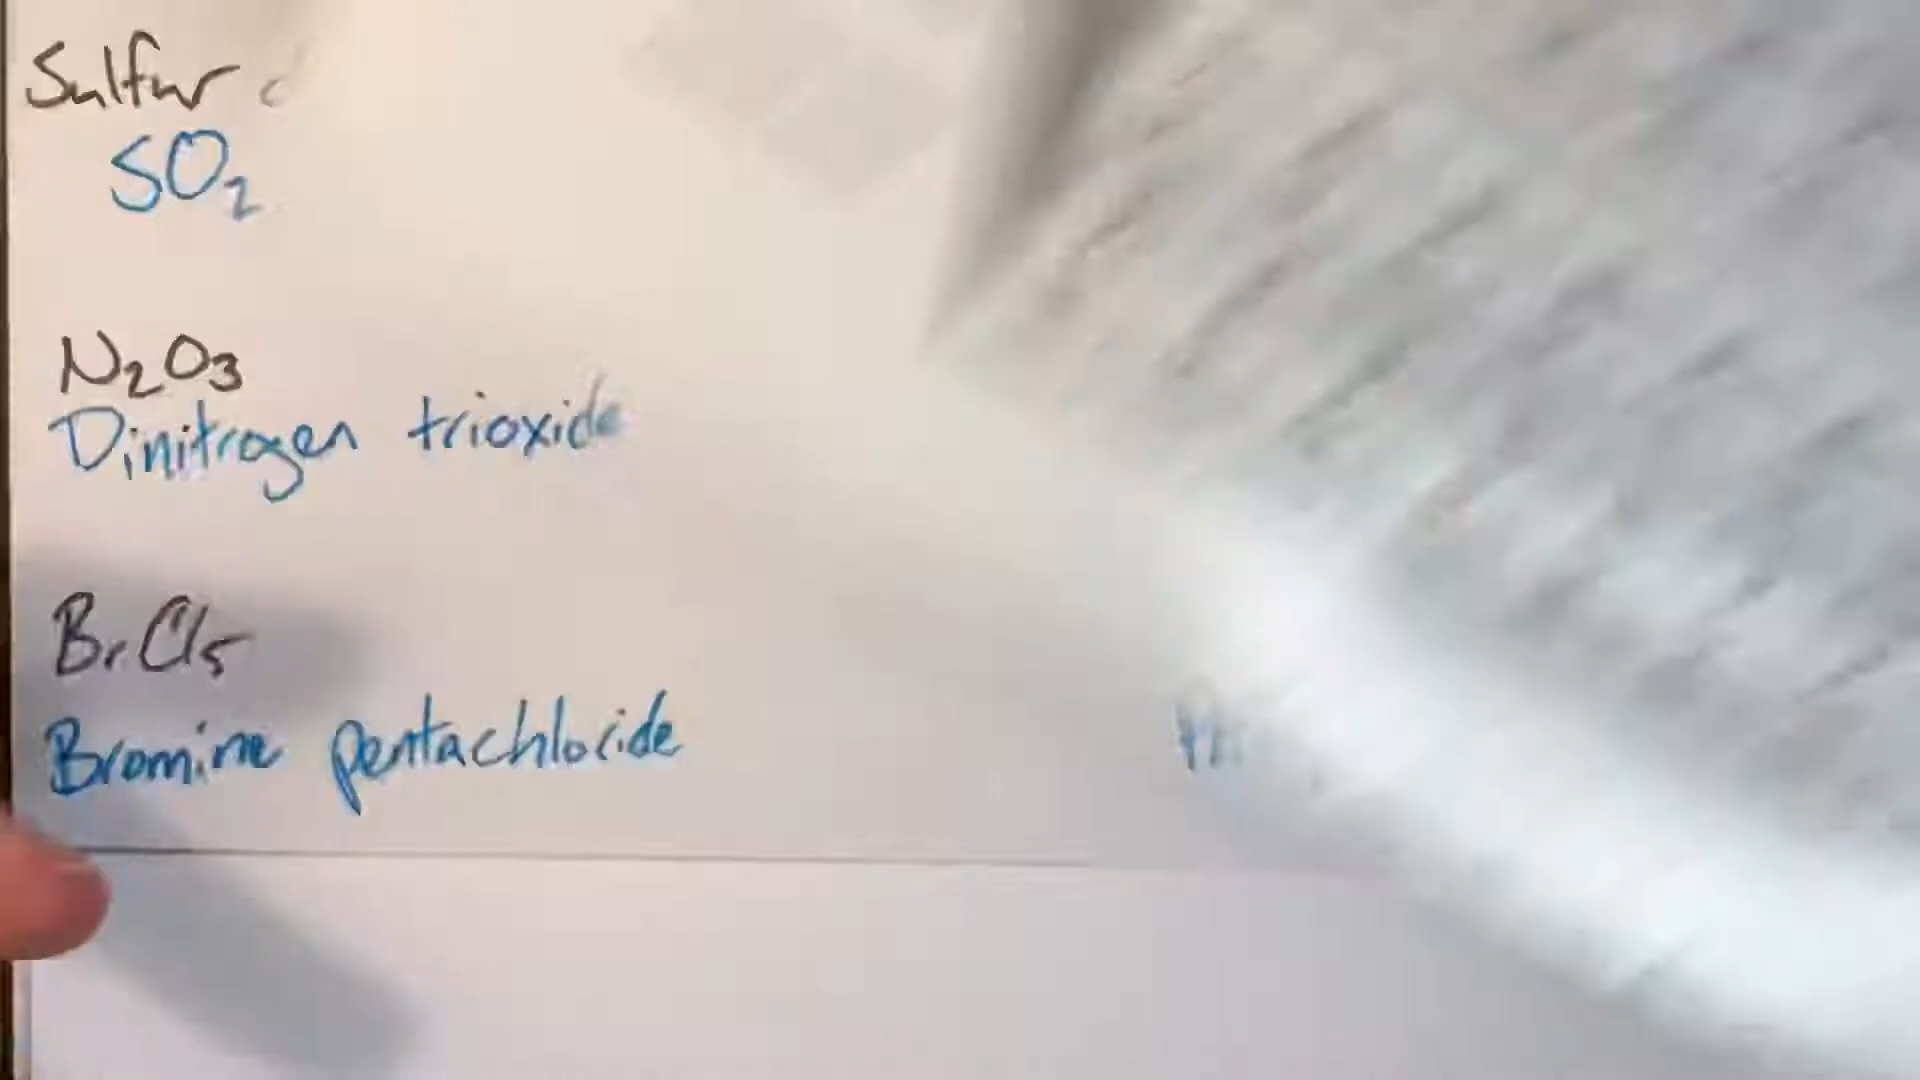 Sulfur
SO₂
N₂O₃
Dinitrogen trioxide
BrCl₅
Bromine pentachloride